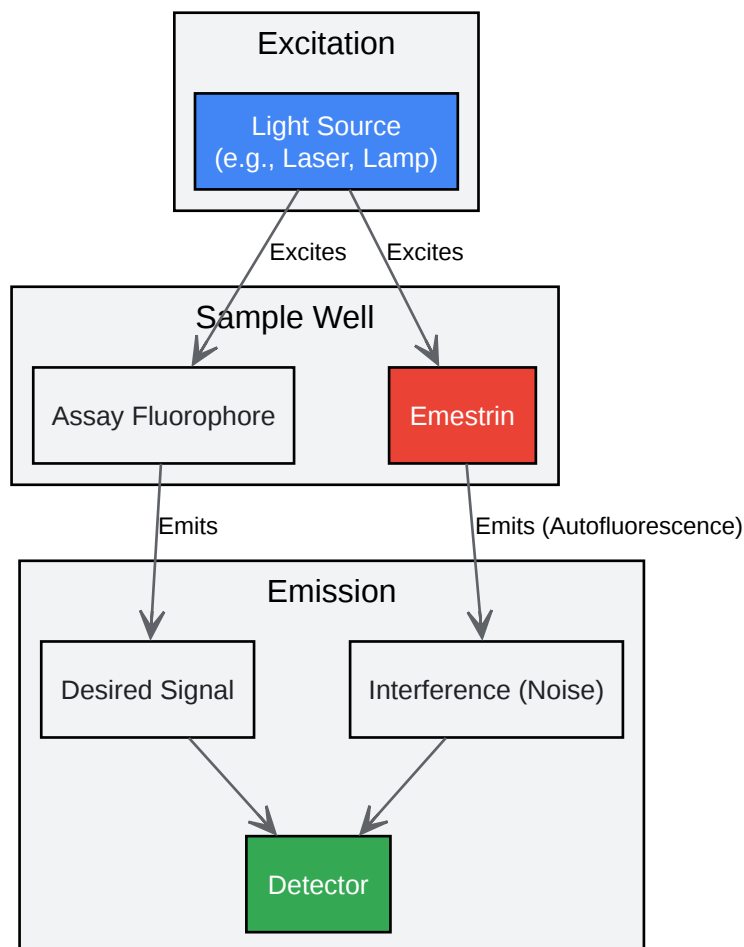 Excitation
Light Source
(e.g., Laser, Lamp)
Excites
Excites
Sample Well
Assay Fluorophore
Emestrin
Emits
Emits (Autofluorescence)
Emission
Desired Signal
Interference (Noise)
Detector